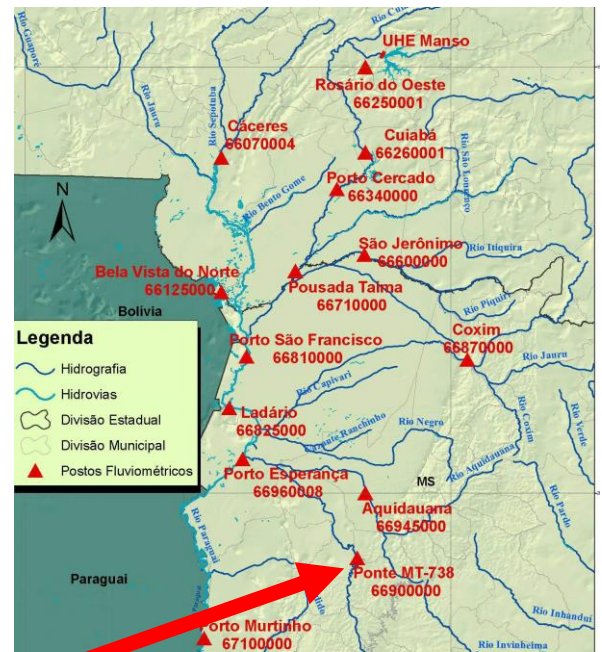 Rio Cui
Rio Guaporé
UHE Manso
Rosário do Oeste
66250001
Rio Jauru
Rio Sepotuba
Cáceres
66070004
Cuiabá
66260001
Rio São Lourenço
Porto Cercado
66340000
N
Rio Bento Gome
São Jerônimo
66600000
Rio Itiquira
Bela Vista do Norte
66125000
Pousada Taima
66710000
Rio Piquiri
Bolívia
Legenda
Hidrografia
Hidrovias
Divisão Estadual
Divisão Municipal
Postos Fluviométricos
Porto São Francisco
66810000
Coxim
66870000
Rio Jauru
Rio Capivari
Ladário
66825000
Rio Coxim
Rio Verde
Ranchinho
Rio Negro
Porto Esperança
66960008
MS
Rio Aquidauana
Aquidauana
66945000
Rio Pardo
Rio Paraguai
Paraguai
Ponte MT-738
66900000
Rio Inhandui
Porto Murtinho
67100000
Rio Invinheima